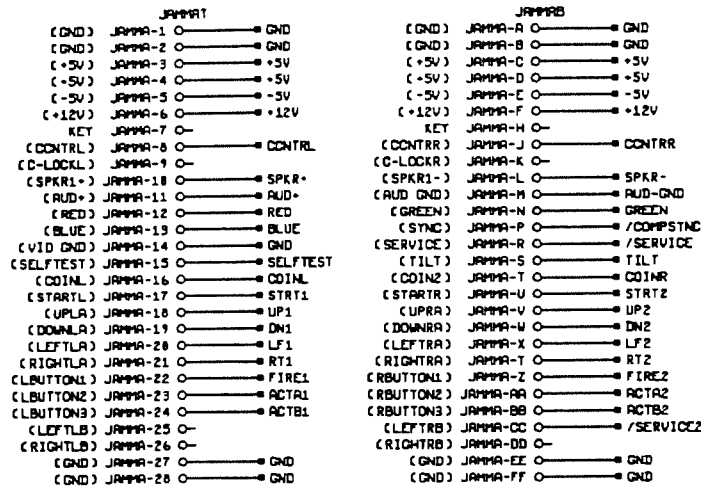 JAMMAT
(GND) JAMMA-1 GND
(GND) JAMMA-2 GND
(+5V) JAMMA-3 +5V
(+5V) JAMMA-4 +5V
(-5V) JAMMA-5 -5V
(+12V) JAMMA-6 +12V
KEY JAMMA-7
(CCNTRL) JAMMA-8 CCNTRL
(C-LOCKL) JAMMA-9
(SPKR1+) JAMMA-10 SPKR+
(AUD+) JAMMA-11 AUD+
(RED) JAMMA-12 RED
(BLUE) JAMMA-13 BLUE
(VID GND) JAMMA-14 GND
(SELFTEST) JAMMA-15 SELFTEST
(COINL) JAMMA-16 COINL
(STARTL) JAMMA-17 STRT1
(UPLA) JAMMA-18 UP1
(DOWNLA) JAMMA-19 DN1
(LEFTLA) JAMMA-20 LF1
(RIGHTLA) JAMMA-21 RT1
(LBUTTON1) JAMMA-22 FIRE1
(LBUTTON2) JAMMA-23 ACTA1
(LBUTTON3) JAMMA-24 ACTB1
(LEFTLB) JAMMA-25
(RIGHTLB) JAMMA-26
(GND) JAMMA-27 GND
(GND) JAMMA-28 GND
JAMMAB
(GND) JAMMA-A GND
(GND) JAMMA-B GND
(+5V) JAMMA-C +5V
(+5V) JAMMA-D +5V
(-5V) JAMMA-E -5V
(+12V) JAMMA-F +12V
KEY JAMMA-H
(CCNTRR) JAMMA-J CCNTRR
(C-LOCKR) JAMMA-K
(SPKR1-) JAMMA-L SPKR-
(AUD GND) JAMMA-M AUD-GND
(GREEN) JAMMA-N GREEN
(SYNC) JAMMA-P /COMPSYNC
(SERVICE) JAMMA-R /SERVICE
(TILT) JAMMA-S TILT
(COIN2) JAMMA-T COINR
(STARTR) JAMMA-U STRT2
(UPRA) JAMMA-V UP2
(DOWNRA) JAMMA-W DN2
(LEFTRA) JAMMA-X LF2
(RIGHTRA) JAMMA-Y RT2
(RBUTTON1) JAMMA-Z FIRE2
(RBUTTON2) JAMMA-AA ACTA2
(RBUTTON3) JAMMA-BB ACTB2
(LEFTRB) JAMMA-CC /SERVICE2
(RIGHTRB) JAMMA-DD
(GND) JAMMA-EE GND
(GND) JAMMA-FF GND